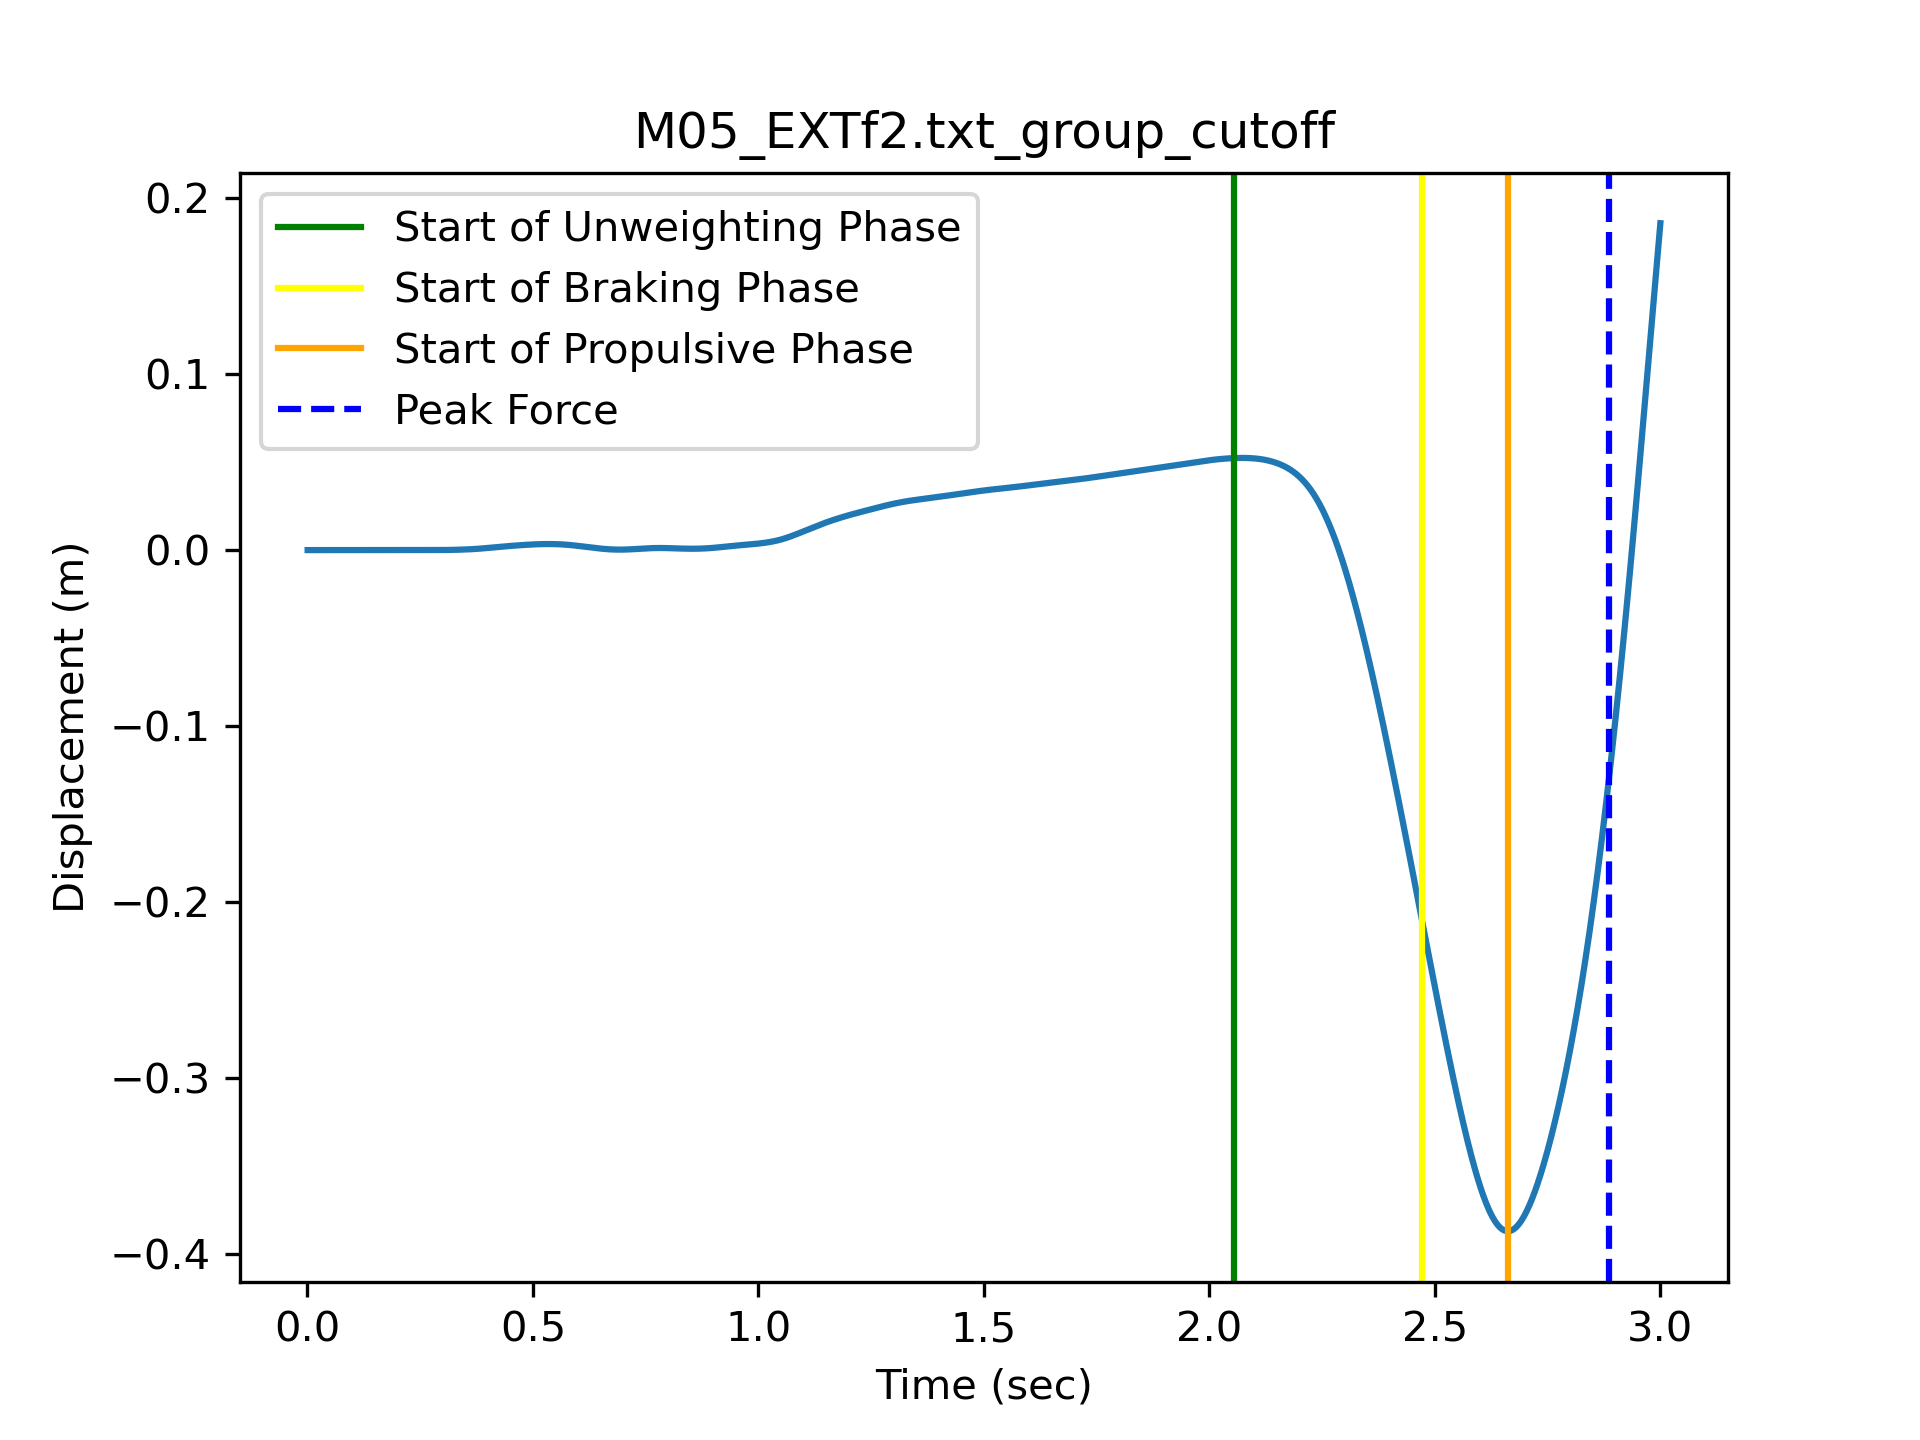 M05_EXTf2.txt_group_cutoff
Start of Unweighting Phase
Start of Braking Phase
Start of Propulsive Phase
Peak Force
Displacement (m)
0.2
0.1
0.0
−0.1
−0.2
−0.3
−0.4
0.0 0.5 1.0 1.5 2.0 2.5 3.0
Time (sec)